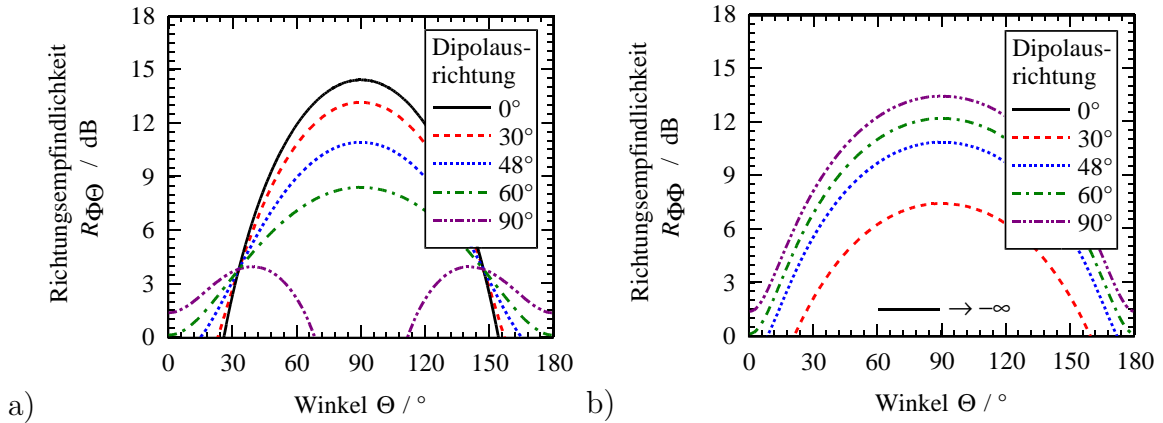 18
15
12
9
6
3
0
Richtungsempfindlichkeit
RΦΘ / dB
Dipolaus-
richtung
0°
30°
48°
60°
90°
0 30 60 90 120 150 180
Winkel Θ / °
a)
18
15
12
9
6
3
0
Richtungsempfindlichkeit
RΦΦ / dB
Dipolaus-
richtung
0°
30°
48°
60°
90°
→ −∞
0 30 60 90 120 150 180
Winkel Θ / °
b)